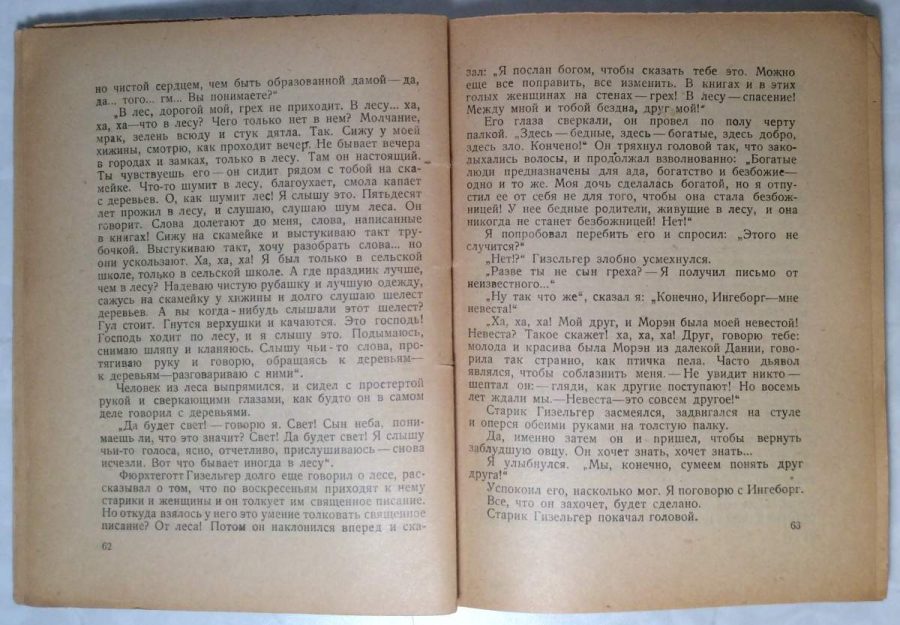 но чистой сердцем, чем быть образованной дамой — да,
да... того... гм... Вы понимаете?“
„В лес, дорогой мой, грех не приходит. В лесу... ха,
ха, ха—что в лесу? Чего только нет в нем? Молчание,
мрак, зелень всюду и стук дятла. Так. Сижу у моей
хижины, смотрю, как проходит вечер. Не бывает вечера
в городах и замках, только в лесу. Там он настоящий.
Ты чувствуешь его — он сидит рядом с тобой на ска-
мейке. Что-то шумит в лесу, благоухает, смола капает
с деревьев. О, как шумит лес! Я слышу это. Пятьдесят
лет прожил в лесу, и слушаю, слушаю шум леса. Он
говорит. Слова долетают до меня, слова, написанные
в книгах! Сижу на скамейке и выстукиваю такт тру-
бочкой. Выстукиваю такт, хочу разобрать слова... но
они ускользают. Ха, ха, ха! Я был только в сельской
школе, только в сельской школе. А где праздник лучше,
чем в лесу? Надеваю чистую рубашку и лучшую одежду,
сажусь на скамейку у хижины и долго слушаю шелест
деревьев. А вы когда-нибудь слышали этот шелест?
Гул стоит. Гнутся верхушки и качаются. Это господь!
Господь ходит по лесу, и я слышу это. Подымаюсь,
снимаю шляпу и кланяюсь. Слышу чьи-то слова, про-
тягиваю руку и говорю, обращаясь к деревьям—
к деревьям—разговариваю с ними“.
Человек из леса выпрямился, и сидел с простертой
рукой и сверкающими глазами, как будто он в самом
деле говорил с деревьями.
„Да будет свет! — говорю я. Свет! Сын неба, пони-
маешь ли, что это значит? Свет! Да будет свет! Я слышу
чьи-то голоса, ясно, отчетливо, прислушиваюсь — снова
исчезли. Вот что бывает иногда в лесу“.
Фюрхтеготт Гизельгер долго еще говорил о лесе, рас-
сказывал о том, что по воскресеньям приходят к нему
старики и женщины и он толкует им священное писание.
Но откуда взялось у него это умение толковать священное
писание? От леса! Потом он наклонился вперед и ска-
62
зал: „Я послан богом, чтобы сказать тебе это. Можно
еще все поправить, все изменить. В книгах и в этих
голых женщинах на стенах — грех! В лесу — спасение!
Между мной и тобой бездна, друг мой!“
Его глаза сверкали, он провел по полу черту
палкой. „Здесь — бедные, здесь — богатые, здесь добро,
здесь зло. Кончено!“ Он тряхнул головой так, что зако-
лыхались волосы, и продолжал взволнованно: „Богатые
люди предназначены для ада, богатство и безбожие—
одно и то же. Моя дочь сделалась богатой, но я отпу-
стил ее от себя не для того, чтобы она стала безбож-
ницей! У нее бедные родители, живущие в лесу, и она
никогда не станет безбожницей! Нет!“
Я попробовал перебить его и спросил: „Этого не
случится?“
„Нет!?“ Гизельгер злобно усмехнулся.
„Разве ты не сын греха? — Я получил письмо от
неизвестного...“
„Ну так что же“, сказал я: „Конечно, Ингеборг—мне
невеста!“
„Ха, ха, ха! Мой друг, и Морэн была моей невестой!
Невеста? Такое скажет! ха, ха, ха! Друг, говорю тебе:
молода и красива была Морэн из далекой Дании, гово-
рила так странно, как птичка пела. Часто дьявол
являлся, чтобы соблазнить меня. — Не увидит никто —
шептал он: — гляди, как другие поступают! Но восемь
лет ждали мы. — Невеста — это совсем другое!“
Старик Гизельгер засмеялся, задвигался на стуле
и оперся обеими руками на толстую палку.
Да, именно затем он и пришел, чтобы вернуть
заблудшую овцу. Он хочет знать, хочет знать...
Я улыбнулся. „Мы, конечно, сумеем понять друг
друга!“
Успокоил его, насколько мог. Я поговорю с Ингеборг.
Все, что он захочет, будет сделано.
Старик Гизельгер покачал головой.
63